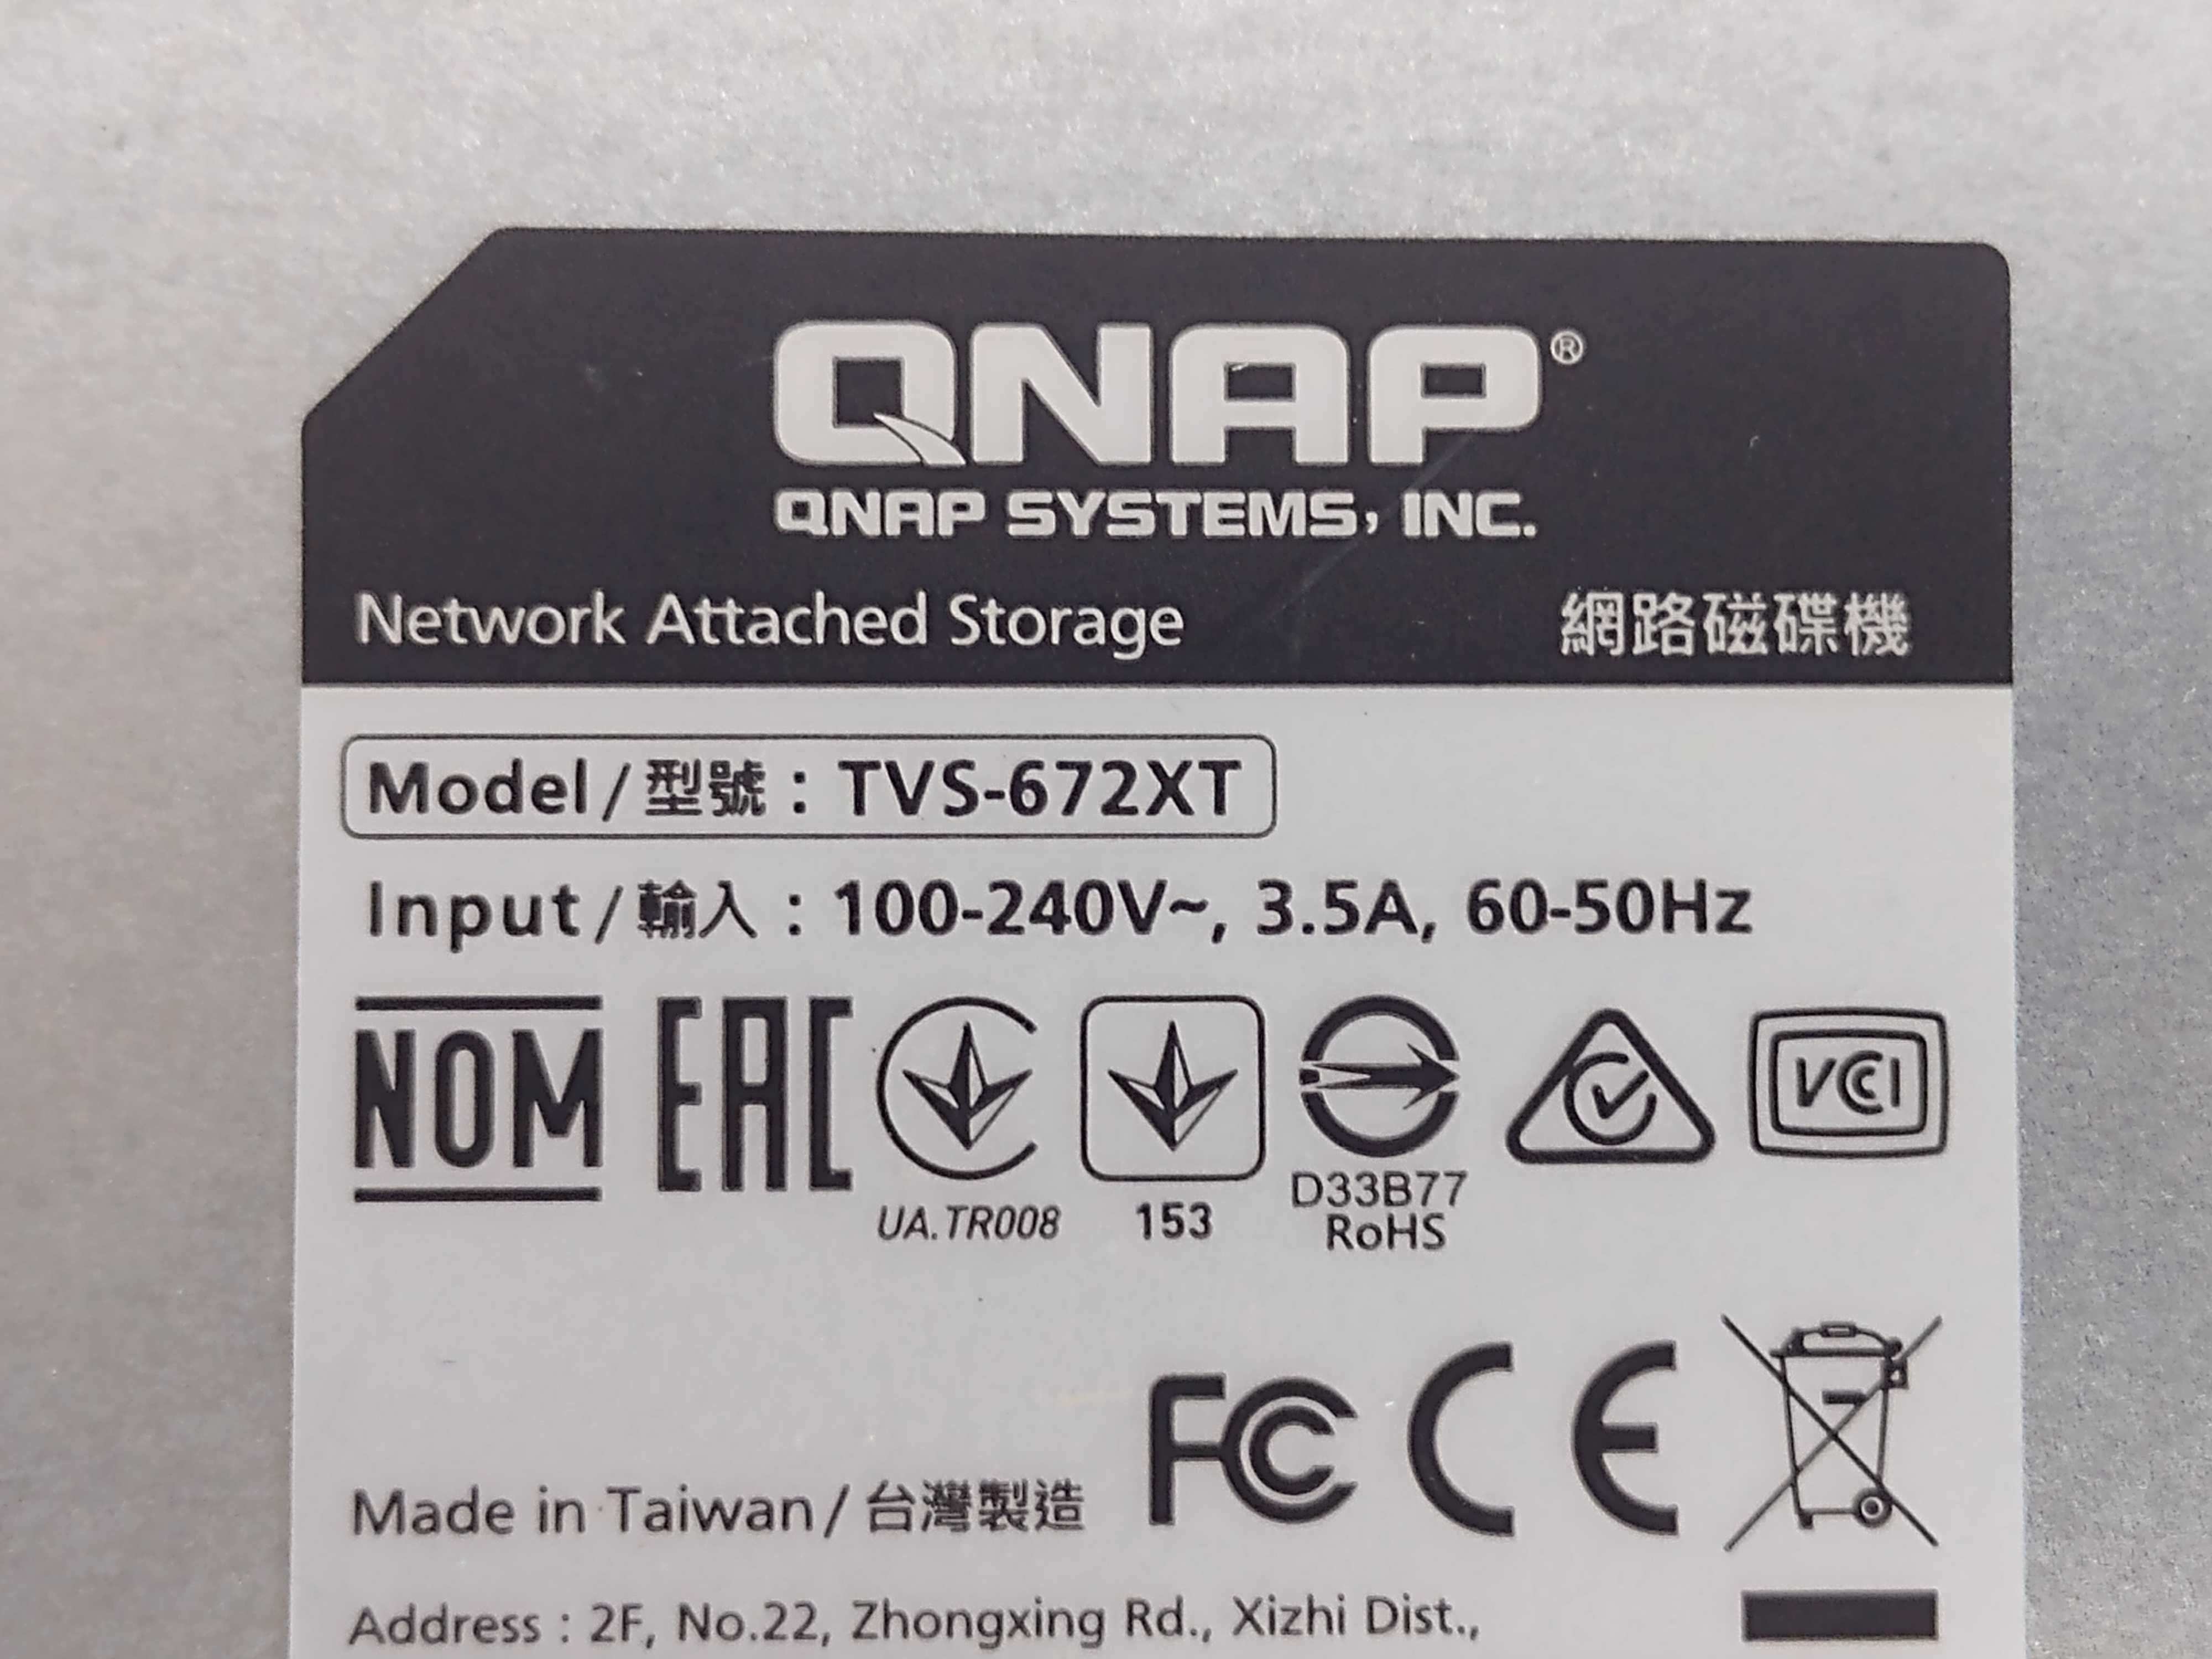 QNAP®
QNAP SYSTEMS, INC.
Network Attached Storage 網路磁碟機
Model/型號：TVS-672XT
Input/輸入：100-240V~, 3.5A, 60-50Hz
NOM EAC VCCI
UA.TR008 153 D33B77
RoHS
FC CE
Made in Taiwan/台灣製造
Address : 2F, No.22, Zhongxing Rd., Xizhi Dist.,